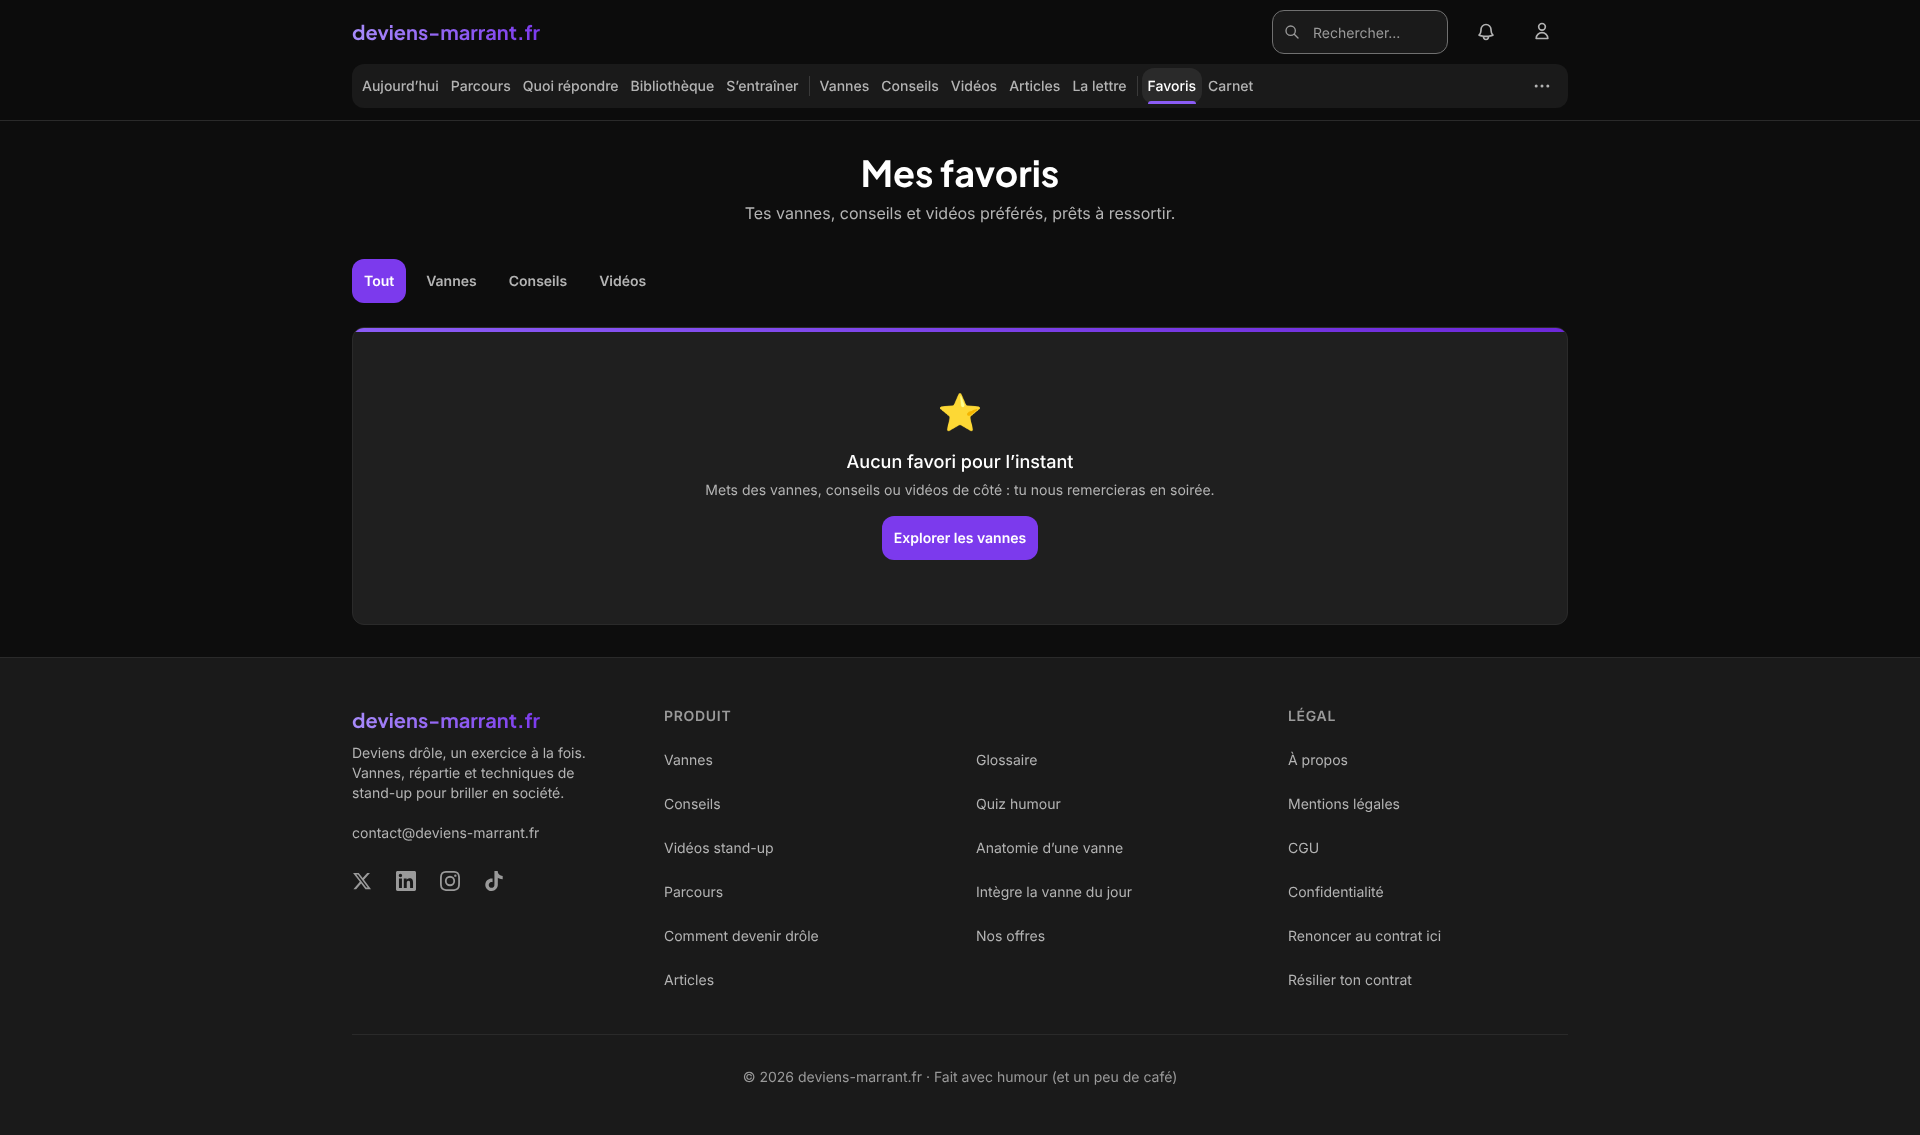 deviens-marrant.fr
Rechercher...
Aujourd’hui Parcours Quoi répondre Bibliothèque S’entraîner Vannes Conseils Vidéos Articles La lettre Favoris Carnet
Mes favoris
Tes vannes, conseils et vidéos préférés, prêts à ressortir.
Tout Vannes Conseils Vidéos
Aucun favori pour l’instant
Mets des vannes, conseils ou vidéos de côté : tu nous remercieras en soirée.
Explorer les vannes
deviens-marrant.fr
Deviens drôle, un exercice à la fois.
Vannes, répartie et techniques de
stand-up pour briller en société.
contact@deviens-marrant.fr
PRODUIT
Vannes
Conseils
Vidéos stand-up
Parcours
Comment devenir drôle
Articles
Glossaire
Quiz humour
Anatomie d’une vanne
Intègre la vanne du jour
Nos offres
LÉGAL
À propos
Mentions légales
CGU
Confidentialité
Renoncer au contrat ici
Résilier ton contrat
© 2026 deviens-marrant.fr · Fait avec humour (et un peu de café)